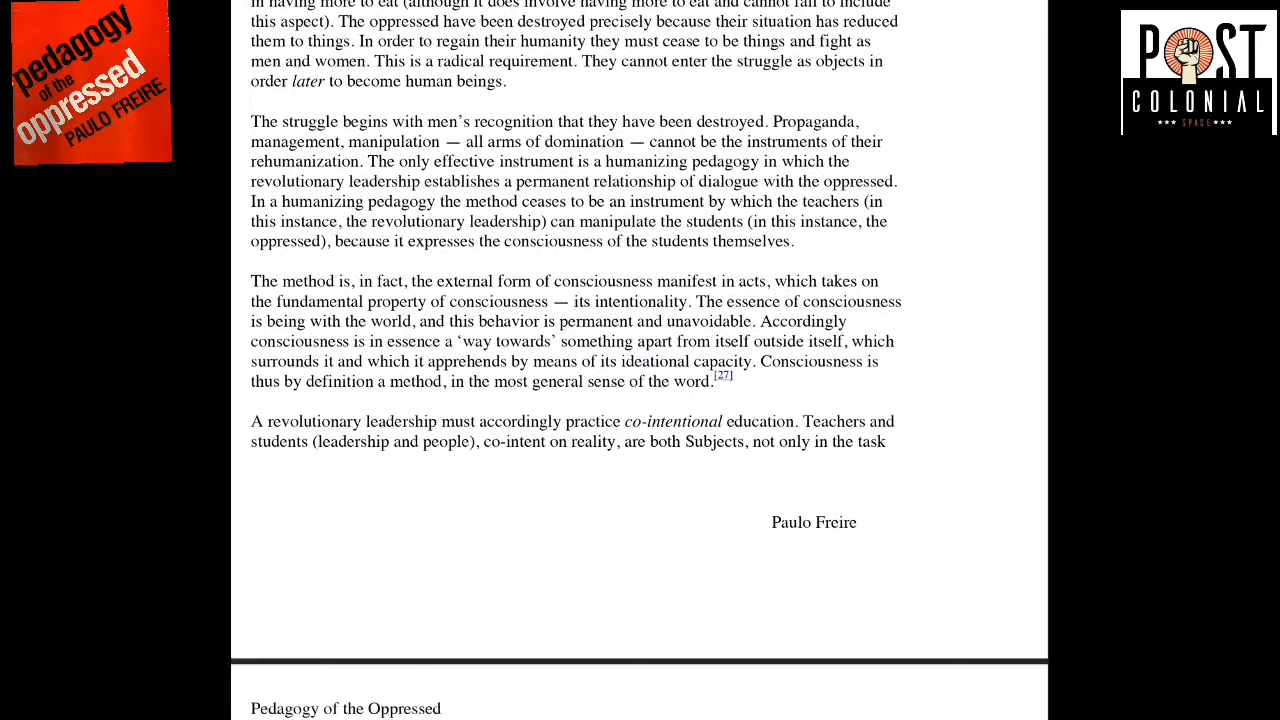 pedagogy
of the
oppressed
PAULO FREIRE
POST
COLONIAL
SPACE
in having more to eat (although it does involve having more to eat and cannot fail to include
this aspect). The oppressed have been destroyed precisely because their situation has reduced
them to things. In order to regain their humanity they must cease to be things and fight as
men and women. This is a radical requirement. They cannot enter the struggle as objects in
order later to become human beings.
The struggle begins with men’s recognition that they have been destroyed. Propaganda,
management, manipulation — all arms of domination — cannot be the instruments of their
rehumanization. The only effective instrument is a humanizing pedagogy in which the
revolutionary leadership establishes a permanent relationship of dialogue with the oppressed.
In a humanizing pedagogy the method ceases to be an instrument by which the teachers (in
this instance, the revolutionary leadership) can manipulate the students (in this instance, the
oppressed), because it expresses the consciousness of the students themselves.
The method is, in fact, the external form of consciousness manifest in acts, which takes on
the fundamental property of consciousness — its intentionality. The essence of consciousness
is being with the world, and this behavior is permanent and unavoidable. Accordingly
consciousness is in essence a ‘way towards’ something apart from itself outside itself, which
surrounds it and which it apprehends by means of its ideational capacity. Consciousness is
thus by definition a method, in the most general sense of the word.[27]
A revolutionary leadership must accordingly practice co-intentional education. Teachers and
students (leadership and people), co-intent on reality, are both Subjects, not only in the task
Paulo Freire
Pedagogy of the Oppressed